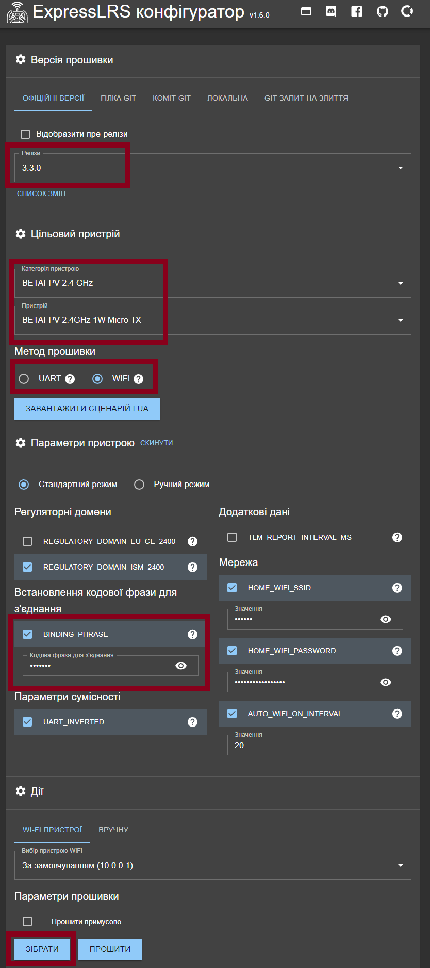 ExpressLRS конфігуратор v1.6.0
Версія прошивки
ОФІЦІЙНІ ВЕРСІЇ ГІЛКА GIT КОМІТ GIT ЛОКАЛЬНА GIT ЗАПИТ НА ЗЛИТТЯ
Відобразити пре-релізи
Релізи
3.3.0
СПИСОК ЗМІН
Цільовий пристрій
Категорія пристрою
BETAFPV 2.4 GHz
Пристрій
BETAFPV 2.4GHz 1W Micro TX
Метод прошивки
UART ? WIFI ?
ЗАВАНТАЖИТИ СЦЕНАРІЙ LUA
Параметри пристрою СКИНУТИ
Стандартний режим Ручний режим
Регуляторні домени
REGULATORY_DOMAIN_EU_CE_2400 ?
REGULATORY_DOMAIN_ISM_2400 ?
Встановлення кодової фрази для
з'єднання
BINDING_PHRASE ?
Кодова фраза для з'єднання
•••••••
Параметри сумісності
UART_INVERTED ?
Додаткові дані
TLM_REPORT_INTERVAL_MS ?
Мережа
HOME_WIFI_SSID ?
Значення
••••••
HOME_WIFI_PASSWORD ?
Значення
••••••••••••••••
AUTO_WIFI_ON_INTERVAL ?
Значення
20
Дії
WI-FI ПРИСТРОЇ ВРУЧНУ
Вибір пристрою WiFi
За замовчуванням (10.0.0.1)
Параметри прошивки
Прошити примусово
ЗІБРАТИ ПРОШИТИ